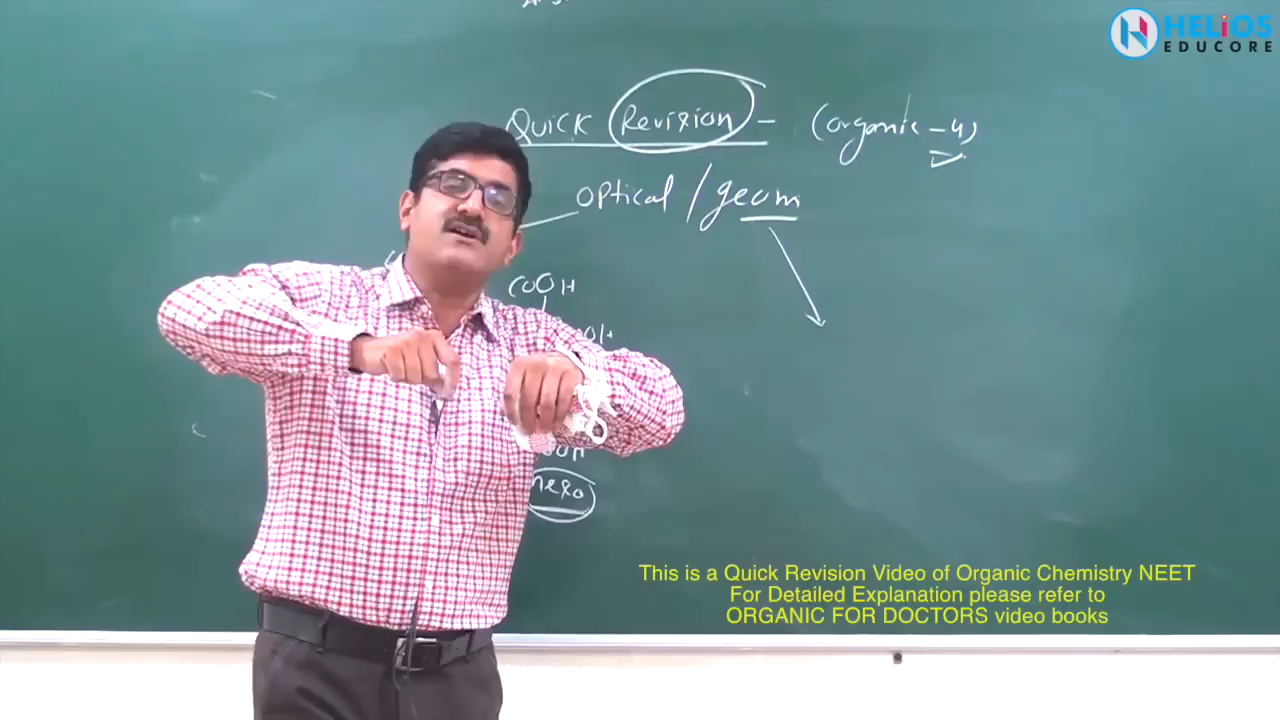 HELiOS
EDUCORE
Quick Revision - (organic - 4)
optical / geom
COOH
This is a Quick Revision Video of Organic Chemistry NEET
For Detailed Explanation please refer to
ORGANIC FOR DOCTORS video books